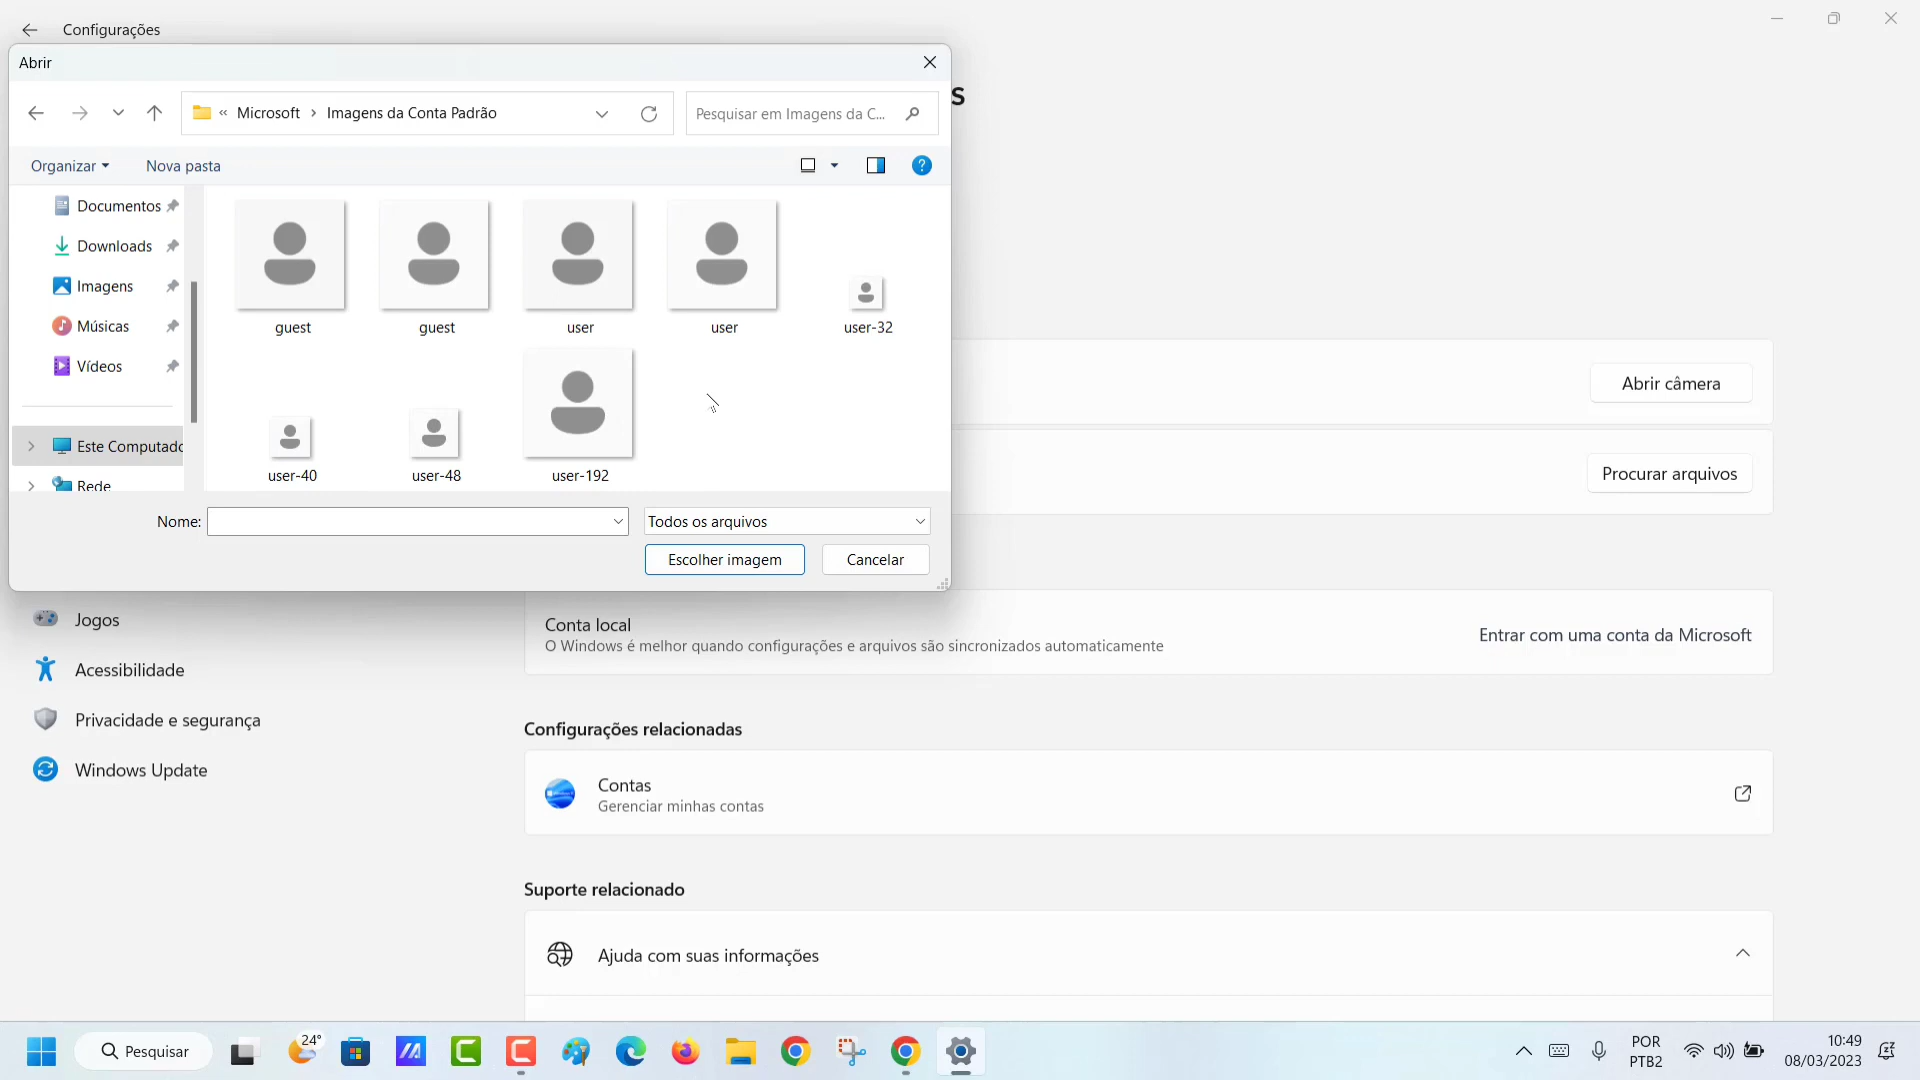 Configurações
Abrir
s
« Microsoft › Imagens da Conta Padrão
Pesquisar em Imagens da C...
Organizar
Nova pasta
Documentos
Downloads
Imagens
Músicas
Vídeos
Este Computado
Rede
guest
guest
user
user
user-32
user-40
user-48
user-192
Nome:
Todos os arquivos
Escolher imagem
Cancelar
Abrir câmera
Procurar arquivos
Jogos
Acessibilidade
Privacidade e segurança
Windows Update
Conta local
O Windows é melhor quando configurações e arquivos são sincronizados automaticamente
Entrar com uma conta da Microsoft
Configurações relacionadas
Contas
Gerenciar minhas contas
Suporte relacionado
Ajuda com suas informações
Pesquisar
24°
POR
PTB2
10:49
08/03/2023